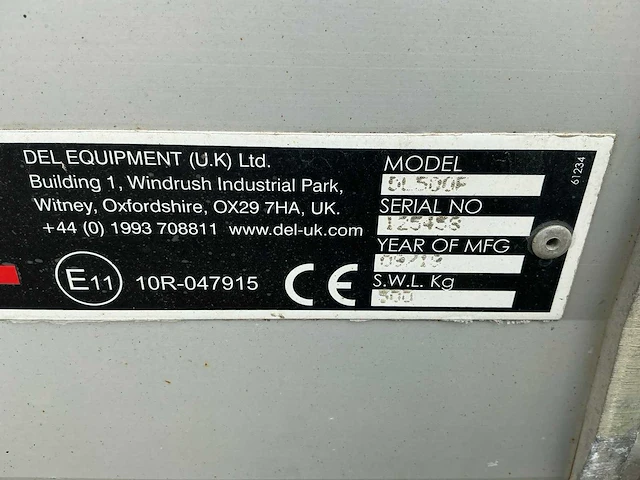 DEL EQUIPMENT (U.K) Ltd.
Building 1, Windrush Industrial Park,
Witney, Oxfordshire, OX29 7HA, UK.
+44 (0) 1993 708811 www.del-uk.com
E11 10R-047915 CE
MODEL
DL500F
SERIAL NO
YEAR OF MFG
S.W.L. Kg
500
61234